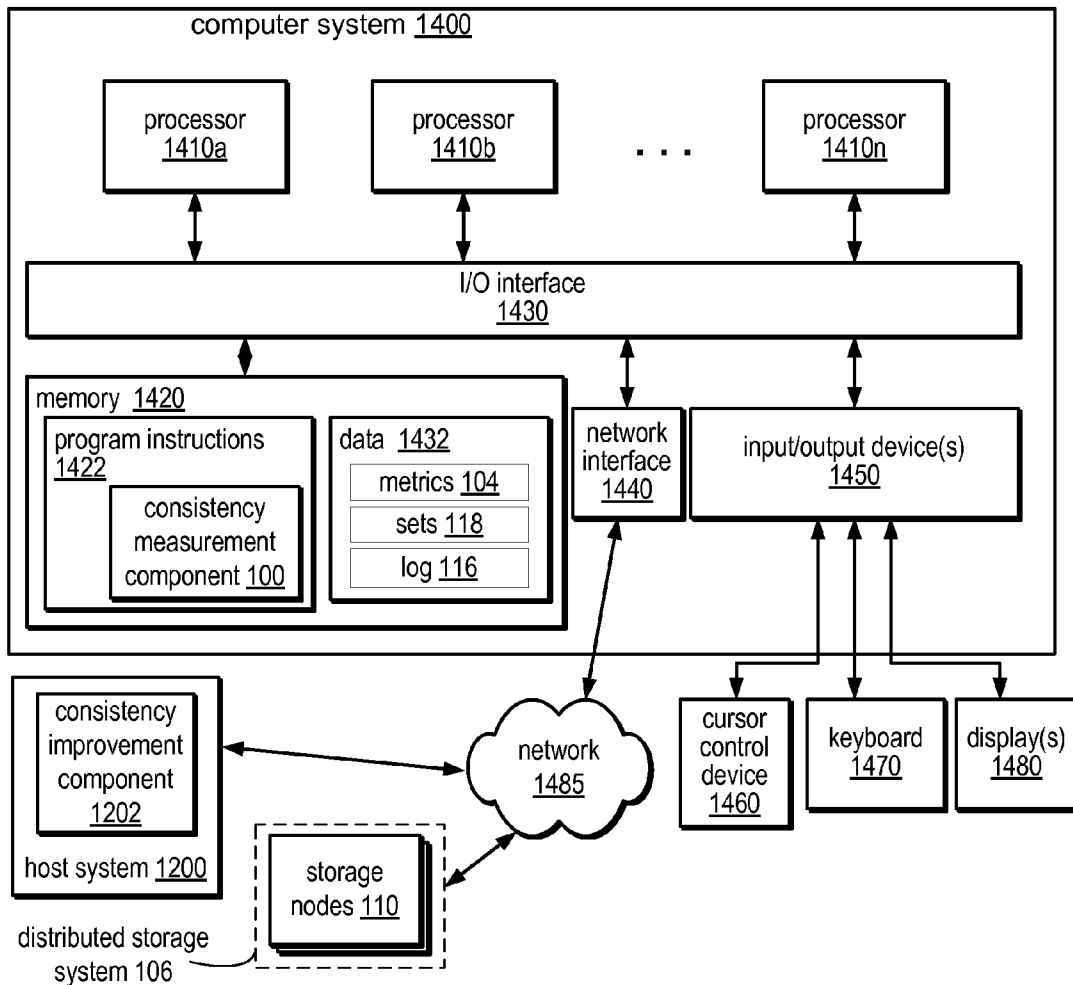 computer system 1400
processor
1410a
processor
1410b
. . .
processor
1410n
I/O interface
1430
memory 1420
program instructions
1422
consistency
measurement
component 100
data 1432
metrics 104
sets 118
log 116
network
interface
1440
input/output device(s)
1450
consistency
improvement
component
1202
host system 1200
network
1485
cursor
control
device
1460
keyboard
1470
display(s)
1480
storage
nodes 110
distributed storage
system 106